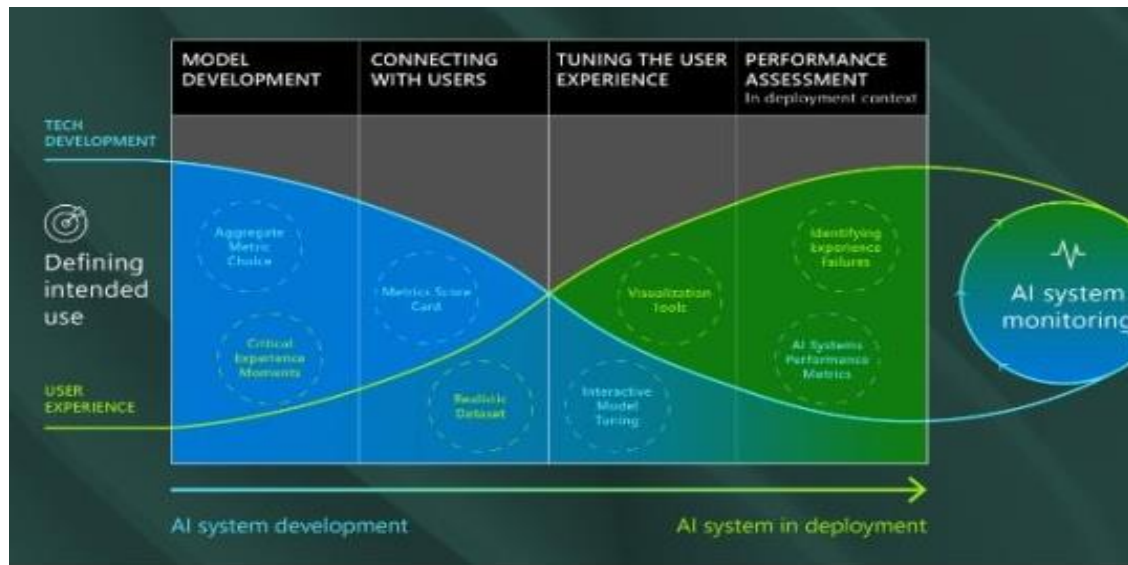 MODEL
DEVELOPMENT
CONNECTING
WITH USERS
TUNING THE USER
EXPERIENCE
PERFORMANCE
ASSESSMENT
In deployment context
TECH
DEVELOPMENT
Defining
intended
use
USER
EXPERIENCE
Aggregate
Metric
Choice
Critical
Experience
Moments
Metrics Score
Card
Realistic
Dataset
Visualization
Tools
Interactive
Model
Tuning
Identifying
Experience
Failures
AI Systems
Performance
Metrics
AI system
monitoring
AI system development
AI system in deployment